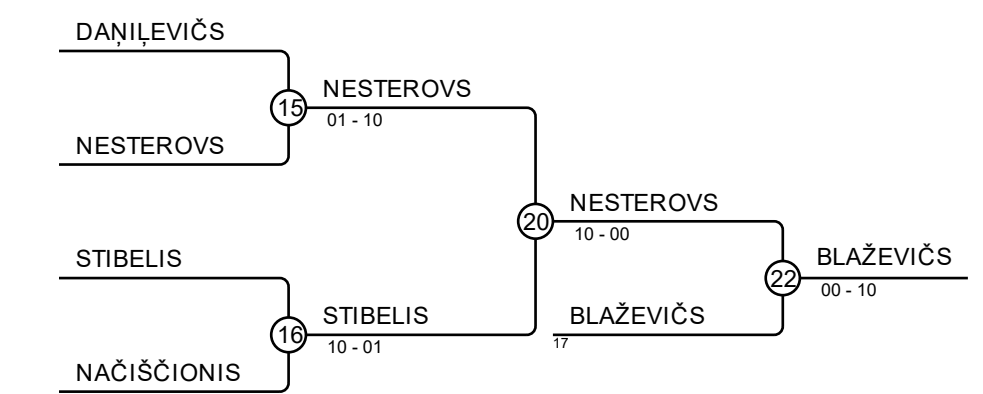 DAŅIĻEVIČS
15
NESTEROVS
01 - 10
NESTEROVS
20
NESTEROVS
10 - 00
STIBELIS
16
STIBELIS
10 - 01
NAČIŠČIONIS
BLAŽEVIČS
17
22
BLAŽEVIČS
00 - 10